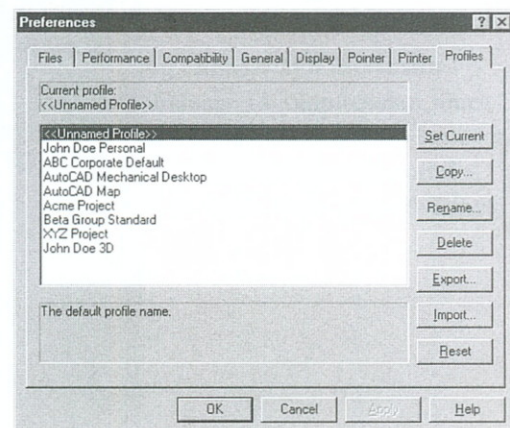 Preferences
Files Performance Compatibility General Display Pointer Printer Profiles
Current profile:
<<Unnamed Profile>>
<<Unnamed Profile>>
John Doe Personal
ABC Corporate Default
AutoCAD Mechanical Desktop
AutoCAD Map
Acme Project
Beta Group Standard
XYZ Project
John Doe 3D
Set Current
Copy...
Rename...
Delete
Export...
Import...
Reset
The default profile name.
OK Cancel Apply Help